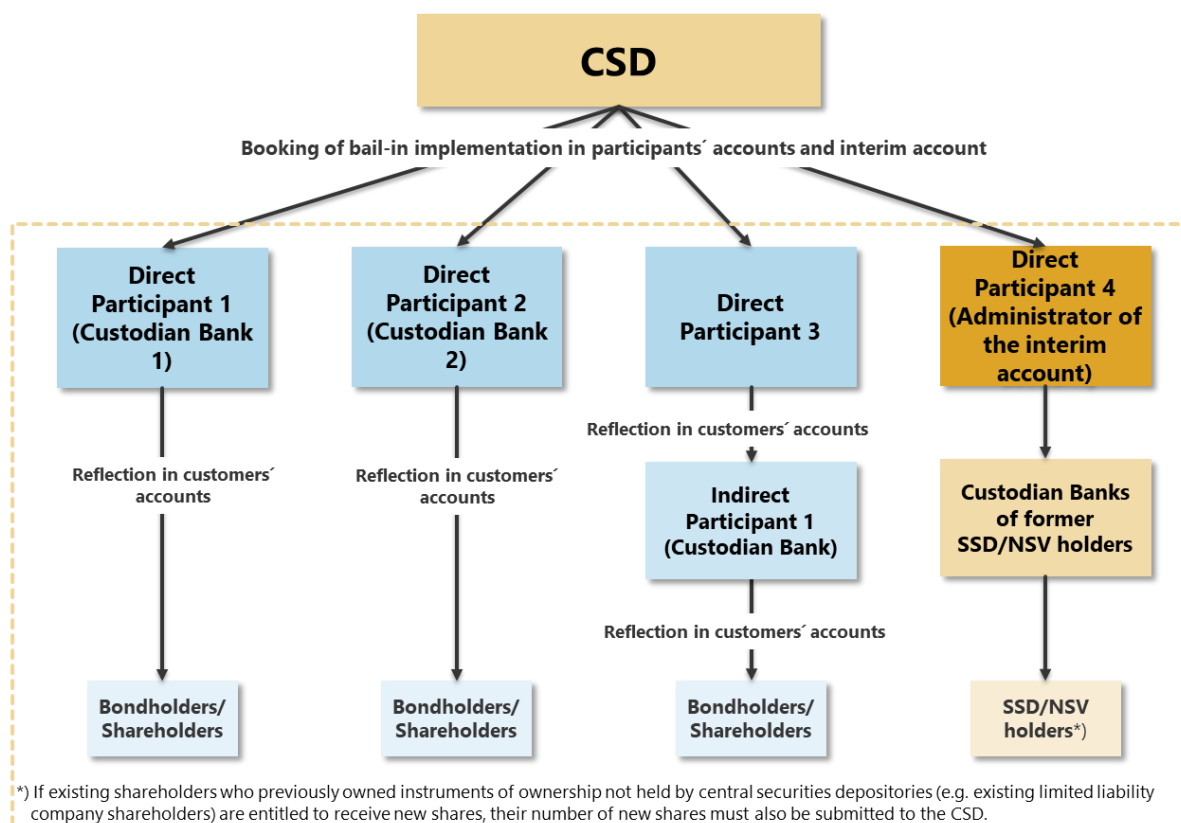 CSD
Booking of bail-in implementation in participants´ accounts and interim account
Direct
Participant 1
(Custodian Bank
1)
Direct
Participant 2
(Custodian Bank
2)
Direct
Participant 3
Direct
Participant 4
(Administrator of
the interim
account)
Reflection in customers´
accounts
Reflection in customers´
accounts
Reflection in customers´ accounts
Indirect
Participant 1
(Custodian Bank)
Custodian Banks
of former
SSD/NSV holders
Reflection in customers´ accounts
Bondholders/
Shareholders
Bondholders/
Shareholders
Bondholders/
Shareholders
SSD/NSV
holders*)
*) If existing shareholders who previously owned instruments of ownership not held by central securities depositories (e.g. existing limited liability
company shareholders) are entitled to receive new shares, their number of new shares must also be submitted to the CSD.